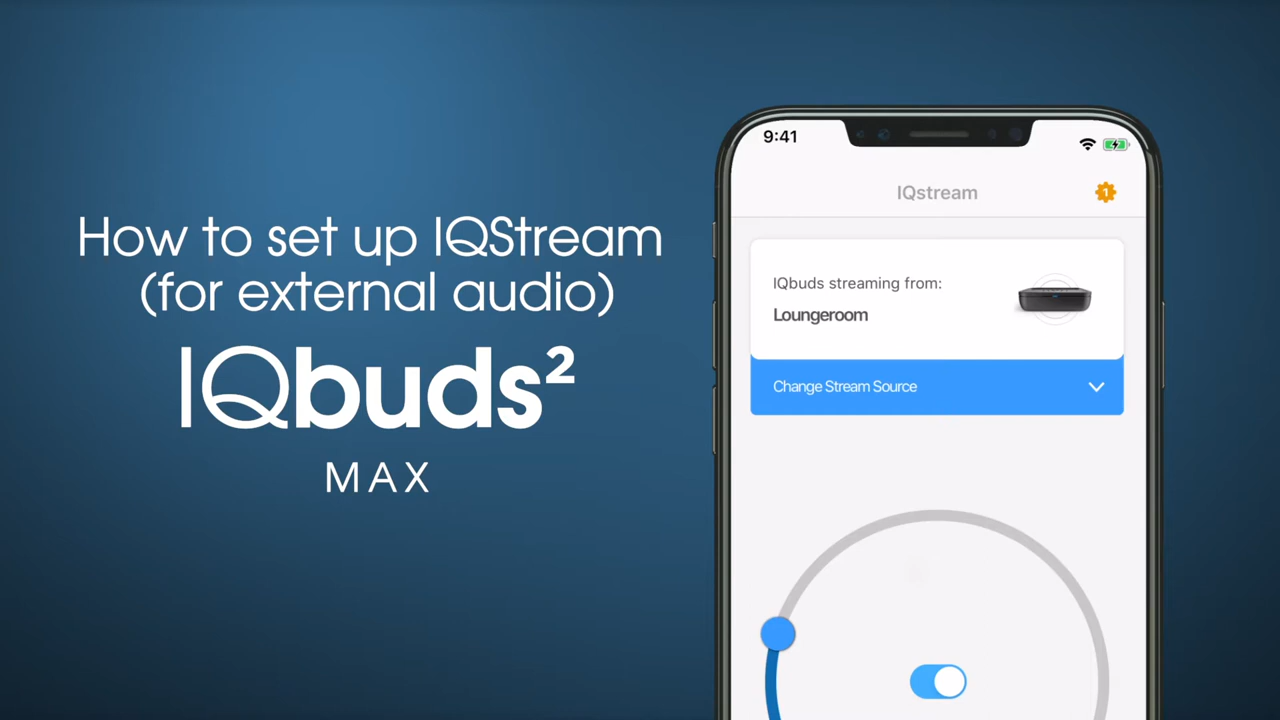 How to set up IQStream
(for external audio)
IQbuds²
MAX
9:41
IQstream
1
IQbuds streaming from:
Loungeroom
Change Stream Source